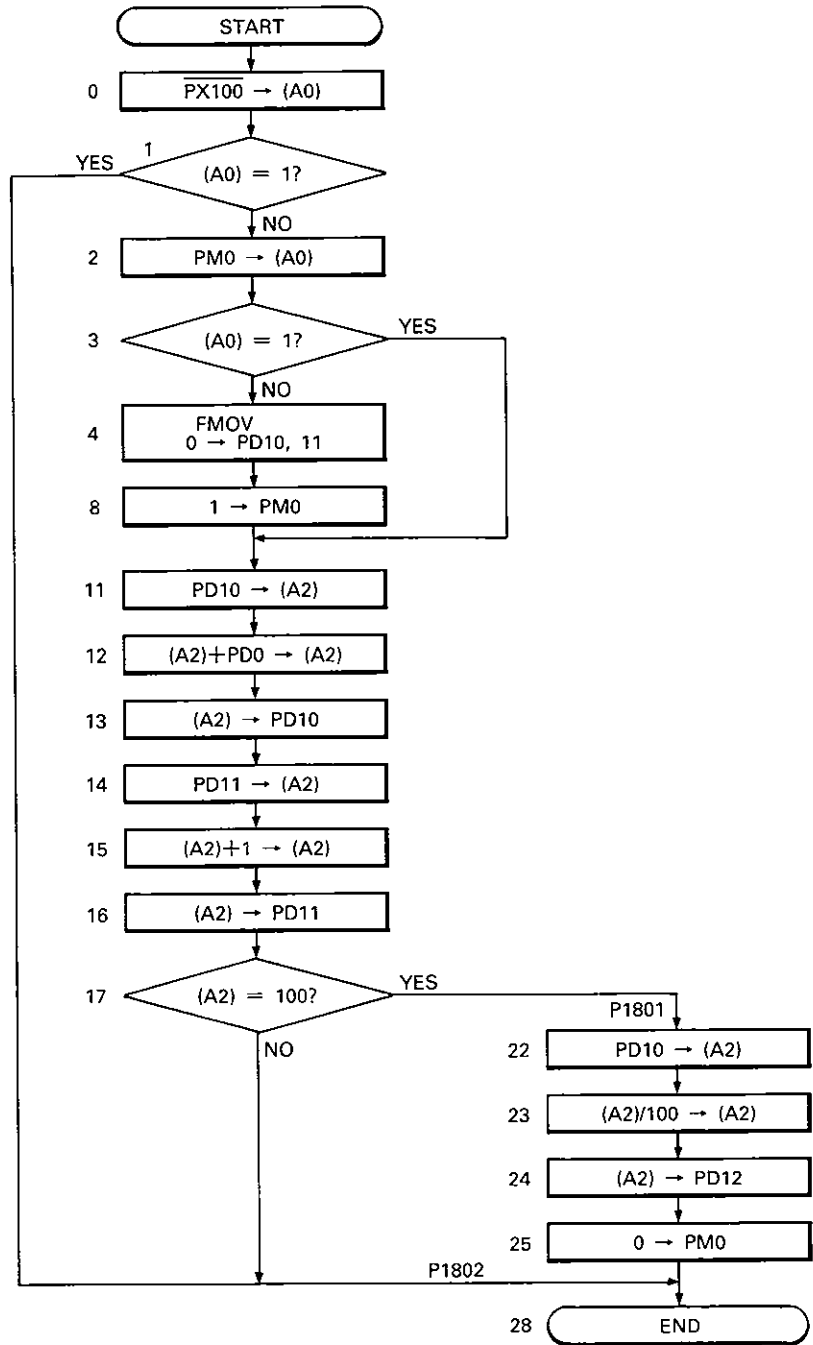 START
0 P̅X̅1̅0̅0̅ → (A0)
1
YES (A0) = 1?
NO
2 PM0 → (A0)
3 (A0) = 1? YES
NO
4 FMOV
0 → PD10, 11
8 1 → PM0
11 PD10 → (A2)
12 (A2)+PD0 → (A2)
13 (A2) → PD10
14 PD11 → (A2)
15 (A2)+1 → (A2)
16 (A2) → PD11
17 (A2) = 100? YES
P1801
NO
22 PD10 → (A2)
23 (A2)/100 → (A2)
24 (A2) → PD12
25 0 → PM0
P1802
28 END